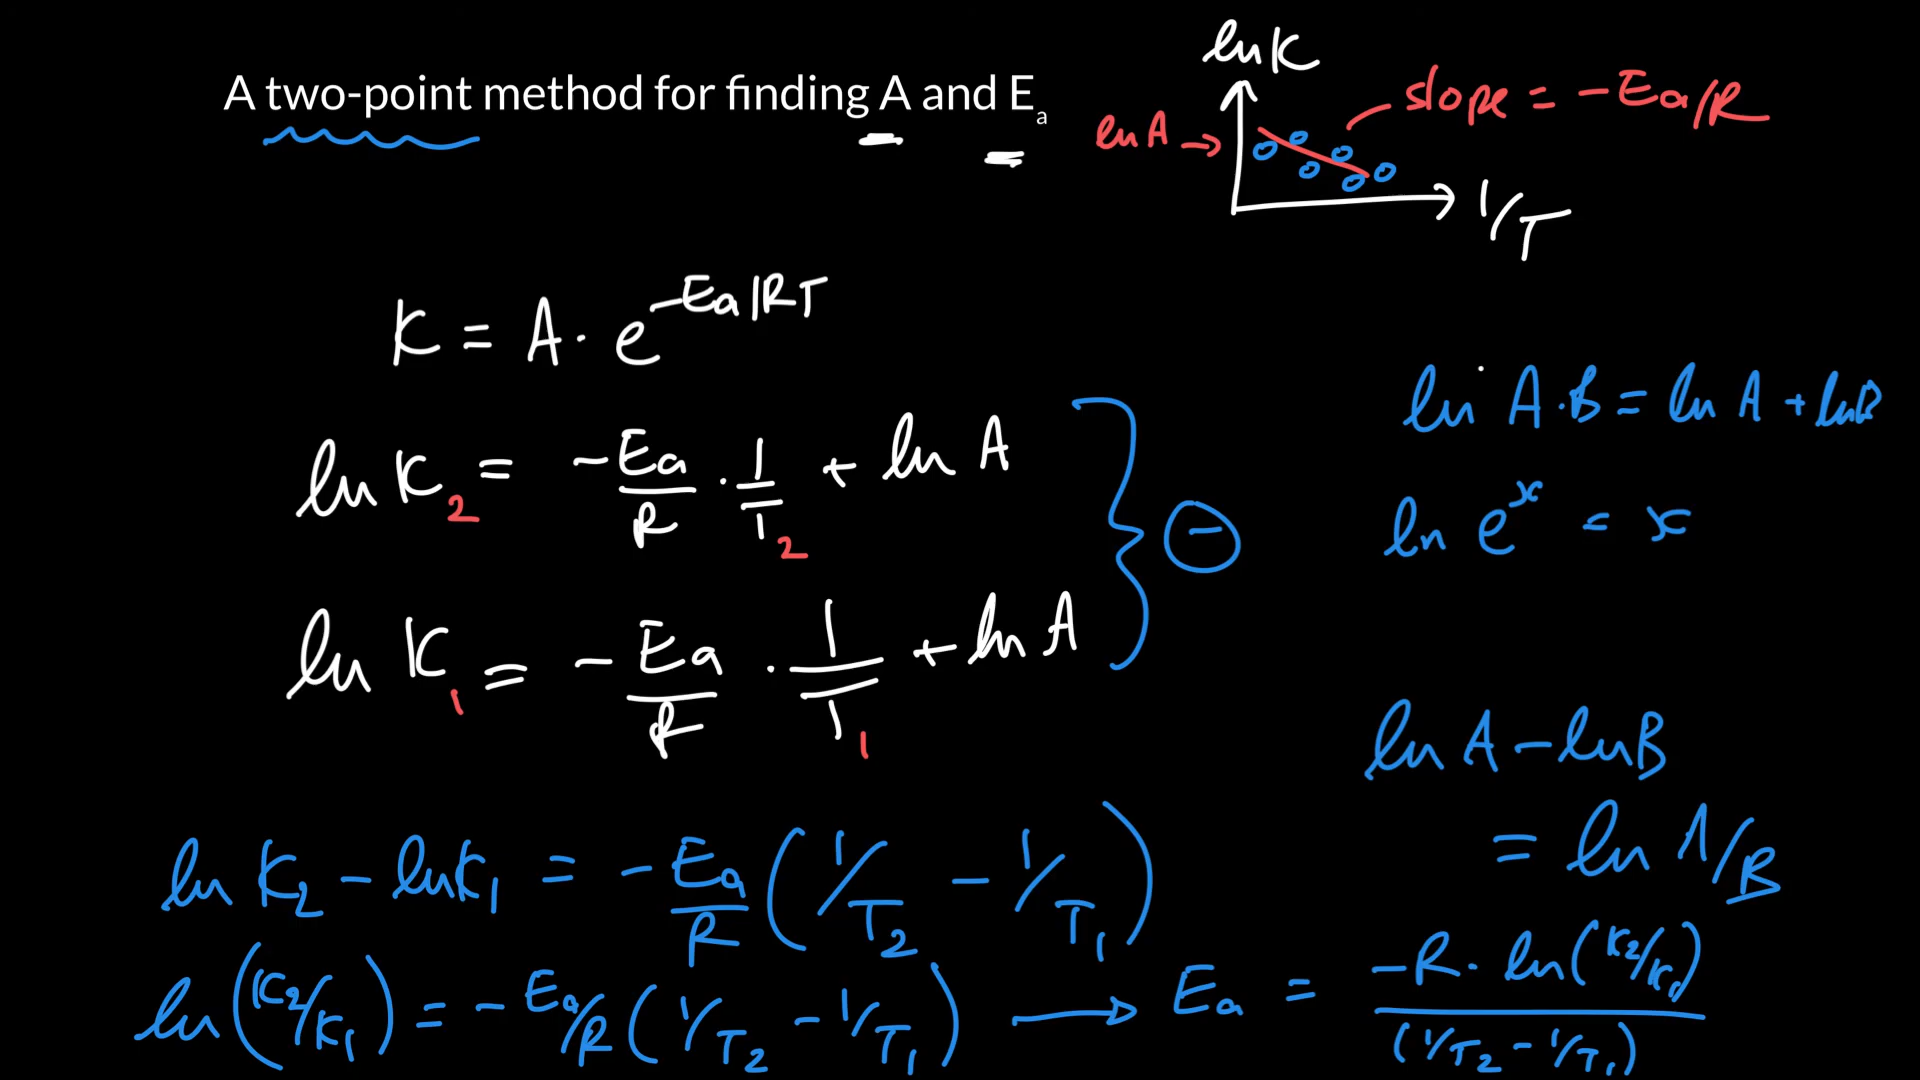 A two-point method for finding A and Eₐ
ln K
ln A →
slope = -Ea/R
1/T
K = A · e^(-Ea/RT)
ln K₂ = -Ea/R · 1/T₂ + ln A
ln K₁ = -Ea/R · 1/T₁ + ln A
⊖
ln A·B = ln A + ln B
ln e^x = x
ln A - ln B
= ln A/B
ln K₂ - ln K₁ = -Ea/R (1/T₂ - 1/T₁)
ln(K₂/K₁) = -Ea/R (1/T₂ - 1/T₁) → Ea = -R · ln(K₂/K₁) / (1/T₂ - 1/T₁)